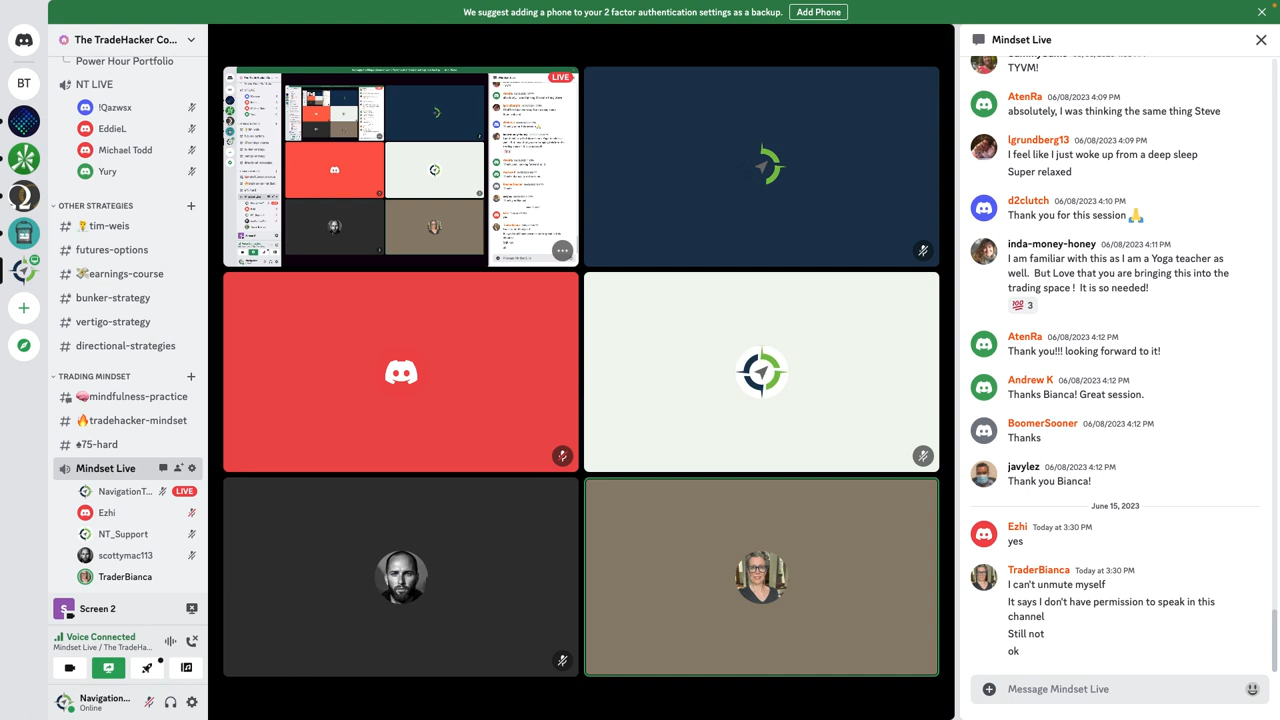 We suggest adding a phone to your 2 factor authentication settings as a backup.
Add Phone
The TradeHacker Co...
Power Hour Portfolio
NT LIVE
!Qazwsx
EddieL
Michael Todd
Yury
OTHER STRATEGIES
tim-weis
futures-options
earnings-course
bunker-strategy
vertigo-strategy
directional-strategies
TRADING MINDSET
🧠mindfulness-practice
🔥tradehacker-mindset
♠75-hard
Mindset Live
NavigationT...
LIVE
Ezhi
NT_Support
scottymac113
TraderBianca
S
Screen 2
Voice Connected
Mindset Live / The TradeHa...
Navigation...
Online
BT
LIVE
Mindset Live
TYVM!
AtenRa 06/08/2023 4:09 PM
absolutely, I was thinking the same thing Steve
lgrundberg13 06/08/2023 4:09 PM
I feel like I just woke up from a deep sleep
Super relaxed
d2clutch 06/08/2023 4:10 PM
Thank you for this session 🙏
inda-money-honey 06/08/2023 4:11 PM
I am familiar with this as I am a Yoga teacher as
well. But Love that you are bringing this into the
trading space ! It is so needed!
💯 3
AtenRa 06/08/2023 4:12 PM
Thank you!!! looking forward to it!
Andrew K 06/08/2023 4:12 PM
Thanks Bianca! Great session.
BoomerSooner 06/08/2023 4:12 PM
Thanks
javylez 06/08/2023 4:12 PM
Thank you Bianca!
June 15, 2023
Ezhi Today at 3:30 PM
yes
TraderBianca Today at 3:30 PM
I can't unmute myself
It says I don't have permission to speak in this
channel
Still not
ok
Message Mindset Live